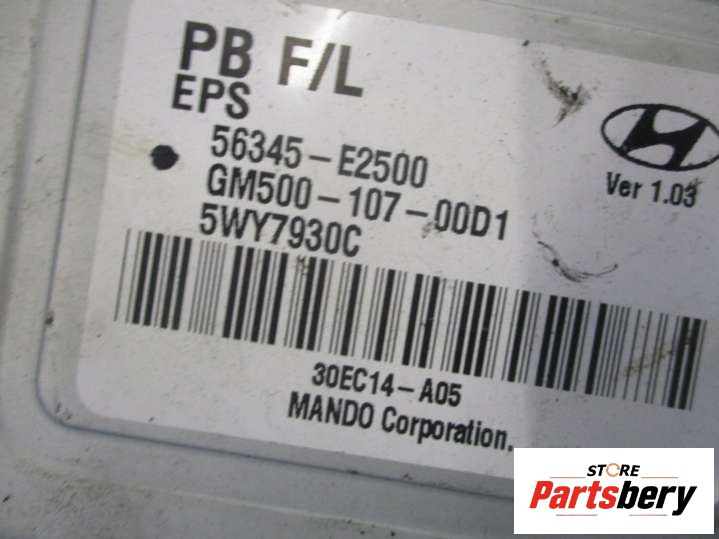 PB F/L
EPS
56345-E2500
GM500-107-00D1
5WY7930C
Ver 1.03
30EC14-A05
MANDO Corporation.
STORE
Partsbery